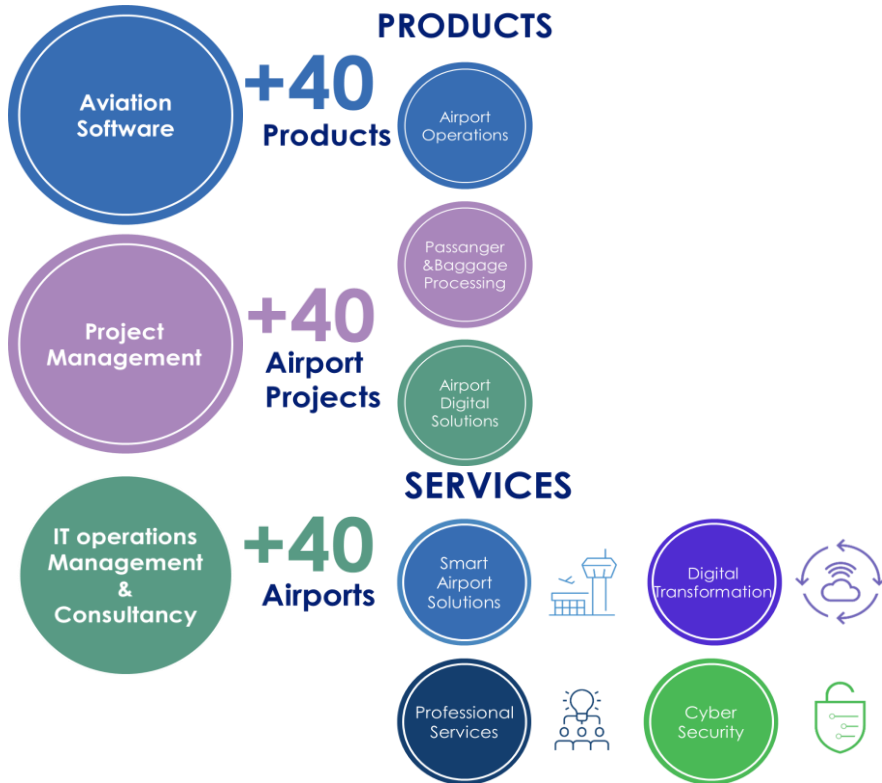 Aviation
Software
+40
Products
Project
Management
+40
Airport
Projects
IT operations
Management
&
Consultancy
+40
Airports
PRODUCTS
Airport
Operations
Passanger
&Baggage
Processing
Airport
Digital
Solutions
SERVICES
Smart
Airport
Solutions
Digital
Transformation
Professional
Services
Cyber
Security